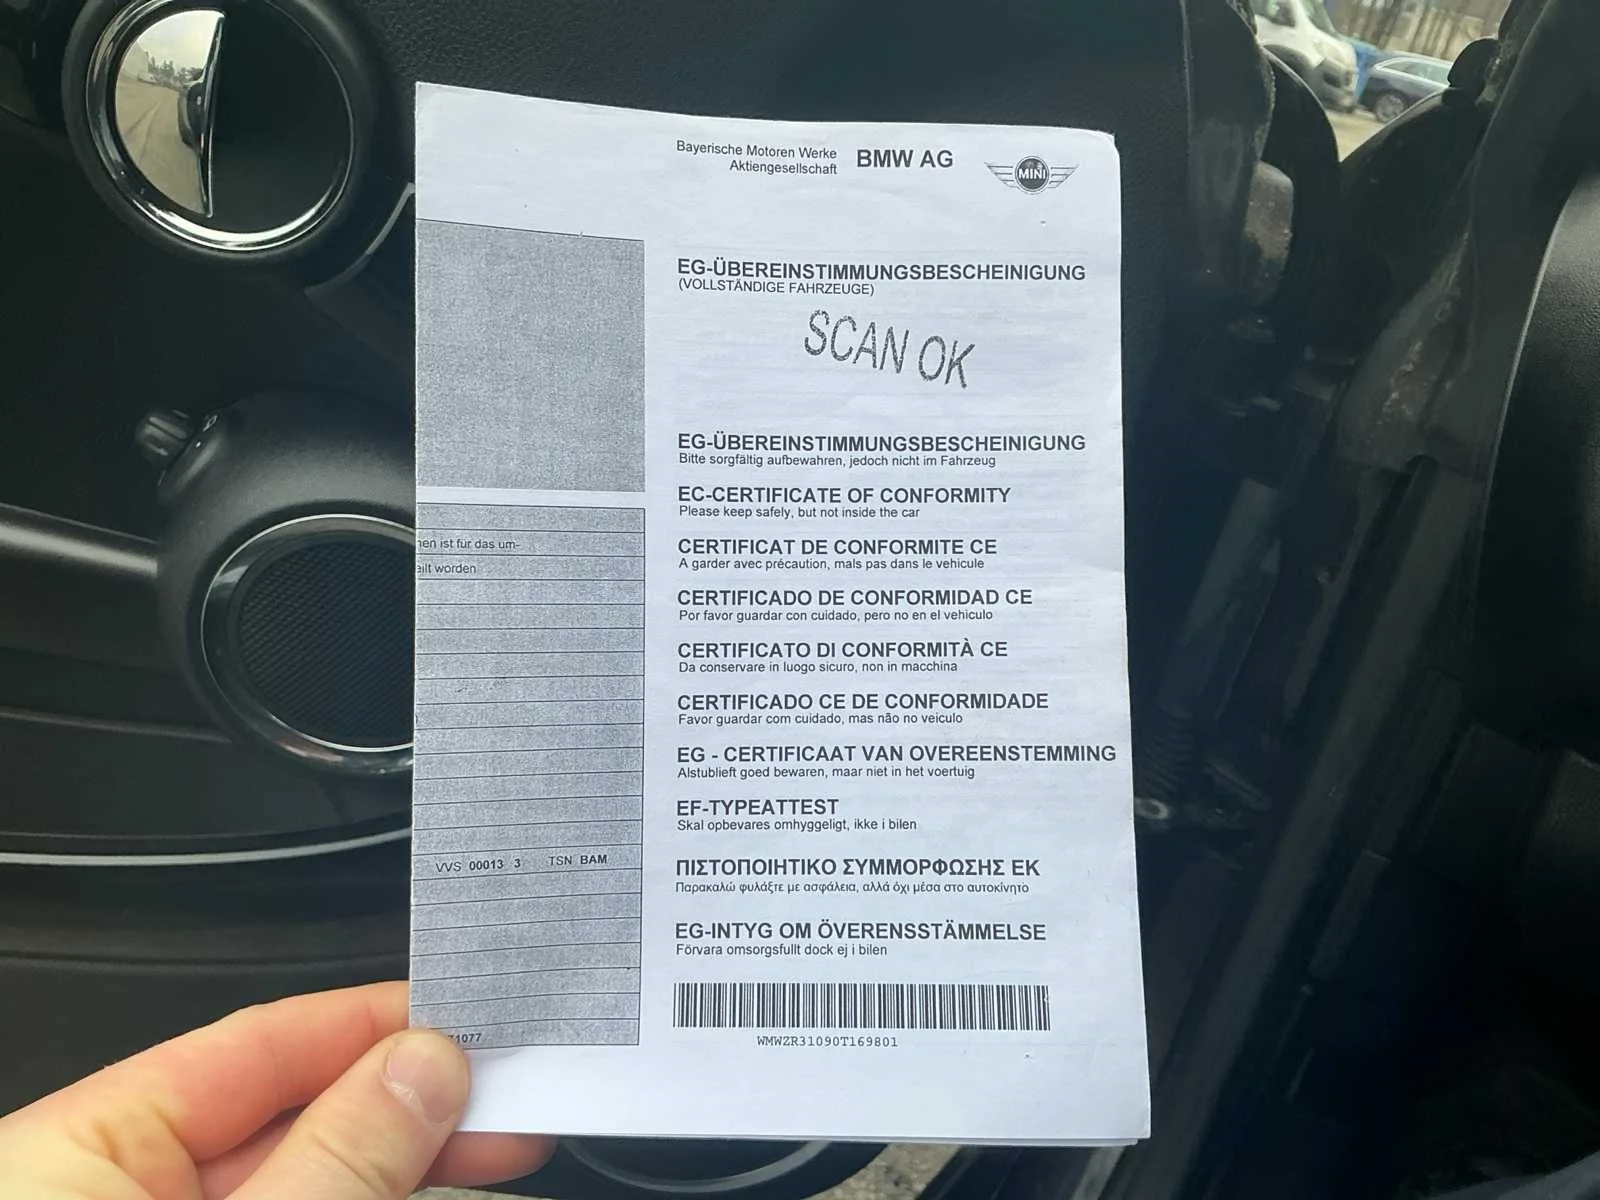 Bayerische Motoren Werke
Aktiengesellschaft
BMW AG
MINI
EG-ÜBEREINSTIMMUNGSBESCHEINIGUNG
(VOLLSTÄNDIGE FAHRZEUGE)
SCAN OK
EG-ÜBEREINSTIMMUNGSBESCHEINIGUNG
Bitte sorgfältig aufbewahren, jedoch nicht im Fahrzeug
EC-CERTIFICATE OF CONFORMITY
Please keep safely, but not inside the car
CERTIFICAT DE CONFORMITE CE
A garder avec précaution, mais pas dans le vehicule
CERTIFICADO DE CONFORMIDAD CE
Por favor guardar con cuidado, pero no en el vehiculo
CERTIFICATO DI CONFORMITÀ CE
Da conservare in luogo sicuro, non in macchina
CERTIFICADO CE DE CONFORMIDADE
Favor guardar com cuidado, mas não no veiculo
EG - CERTIFICAAT VAN OVEREENSTEMMING
Alstublieft goed bewaren, maar niet in het voertuig
EF-TYPEATTEST
Skal opbevares omhyggeligt, ikke i bilen
ΠΙΣΤΟΠΟΙΗΤΙΚΟ ΣΥΜΜΟΡΦΩΣΗΣ ΕΚ
Παρακαλώ φυλάξτε με ασφάλεια, αλλά όχι μέσα στο αυτοκίνητο
EG-INTYG OM ÖVERENSSTÄMMELSE
Förvara omsorgsfullt dock ej i bilen
WMWZR31090T169801
ist für das um-
worden
VVS 00013 3 TSN BAM
1077